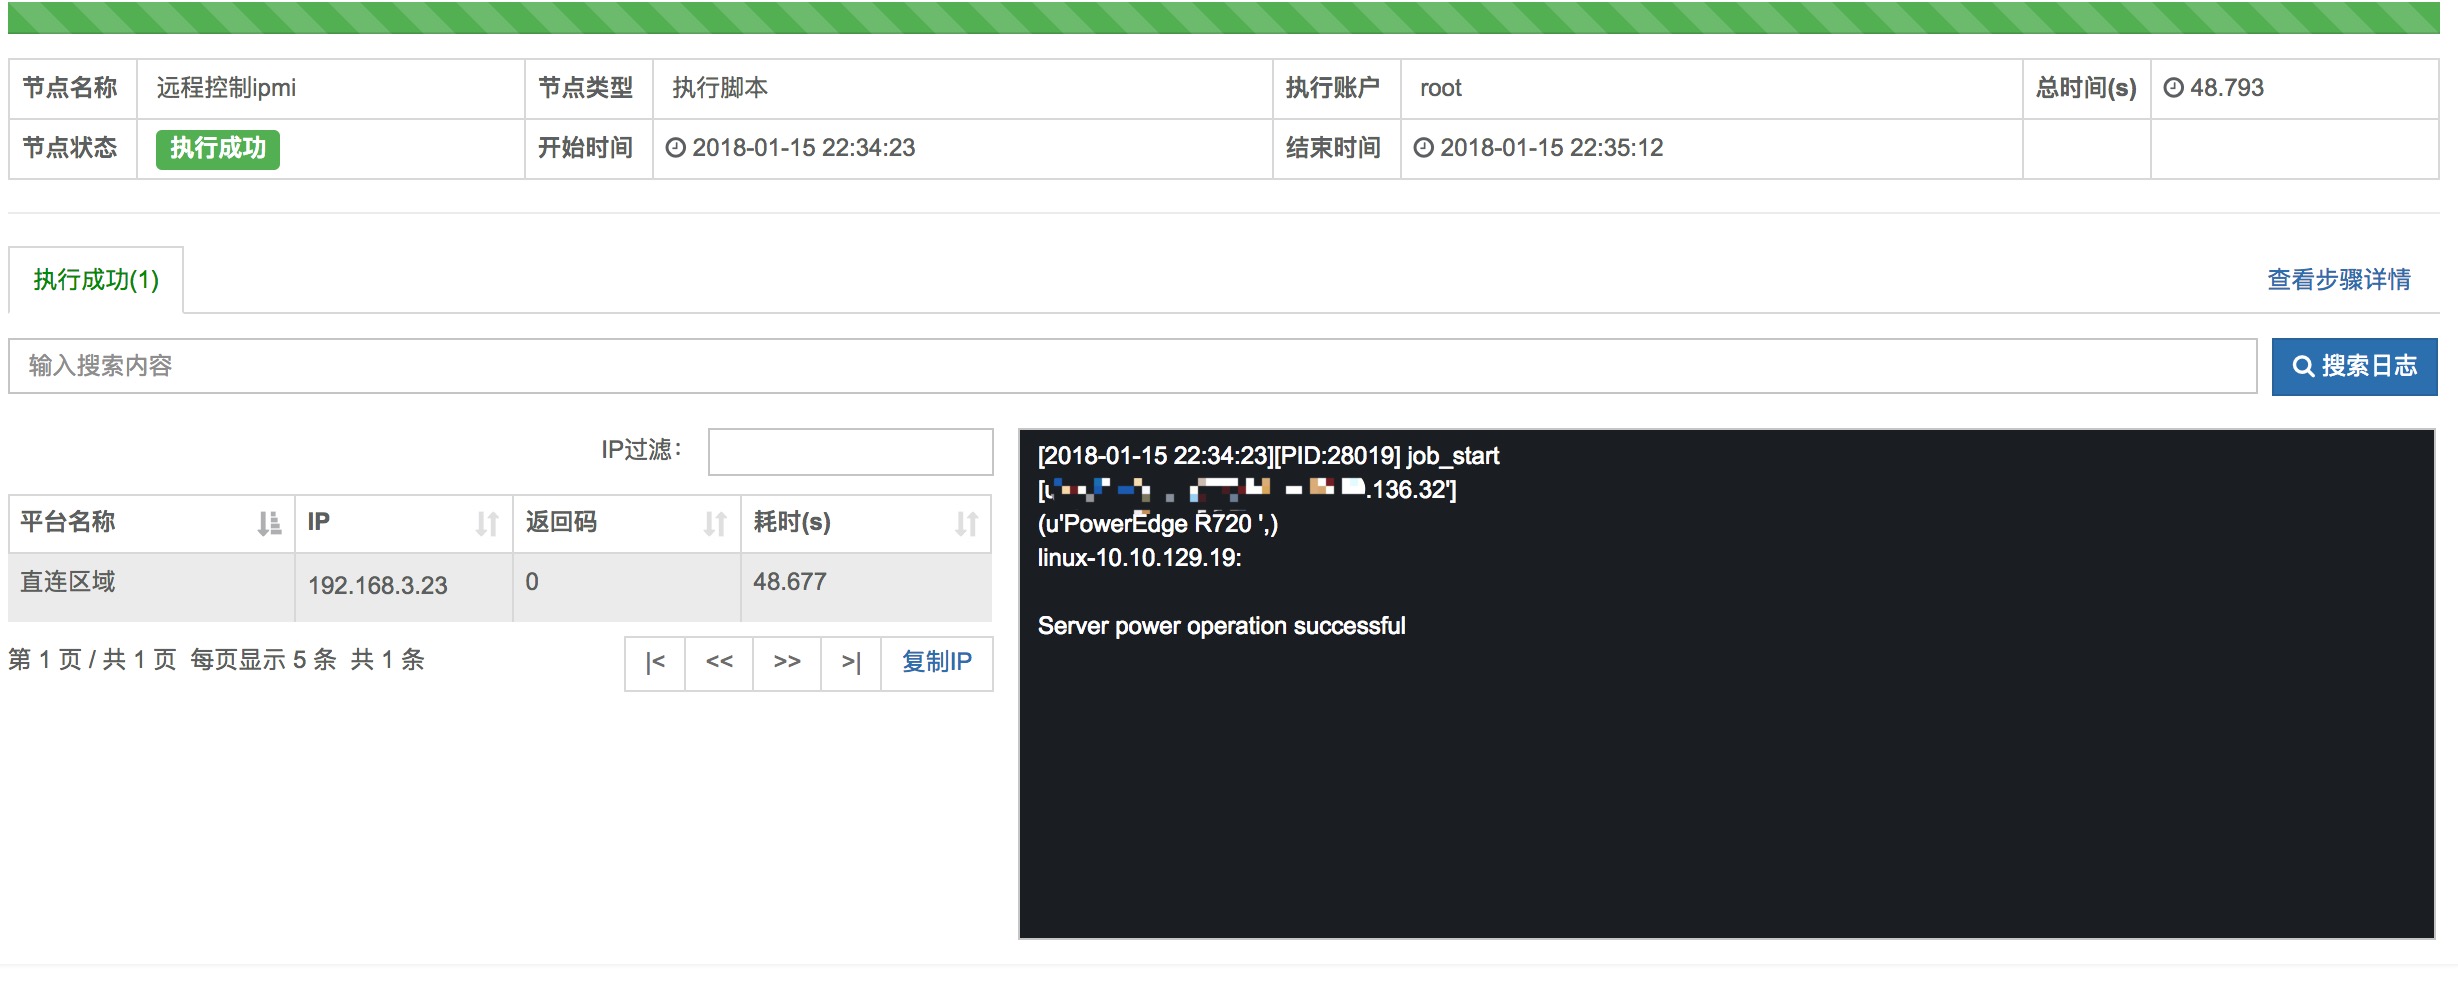 节点名称 远程控制ipmi 节点类型 执行脚本 执行账户 root 总时间(s) 48.793
节点状态 执行成功 开始时间 2018-01-15 22:34:23 结束时间 2018-01-15 22:35:12
执行成功(1) 查看步骤详情
输入搜索内容 搜索日志
IP过滤：
平台名称 IP 返回码 耗时(s)
直连区域 192.168.3.23 0 48.677
第 1 页 / 共 1 页 每页显示 5 条 共 1 条 |< << >> >| 复制IP
[2018-01-15 22:34:23][PID:28019] job_start
.136.32']
(u'PowerEdge R720 ',)
linux-10.10.129.19:
Server power operation successful